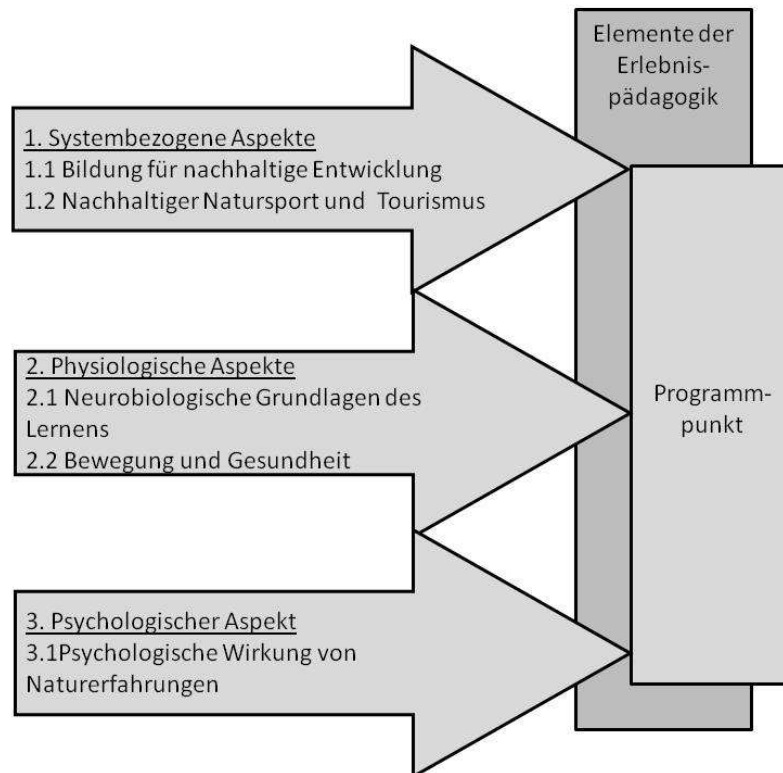 Elemente der
Erlebnis-
pädagogik
1. Systembezogene Aspekte
1.1 Bildung für nachhaltige Entwicklung
1.2 Nachhaltiger Natursport und Tourismus
2. Physiologische Aspekte
2.1 Neurobiologische Grundlagen des
Lernens
2.2 Bewegung und Gesundheit
Programm-
punkt
3. Psychologischer Aspekt
3.1Psychologische Wirkung von
Naturerfahrungen